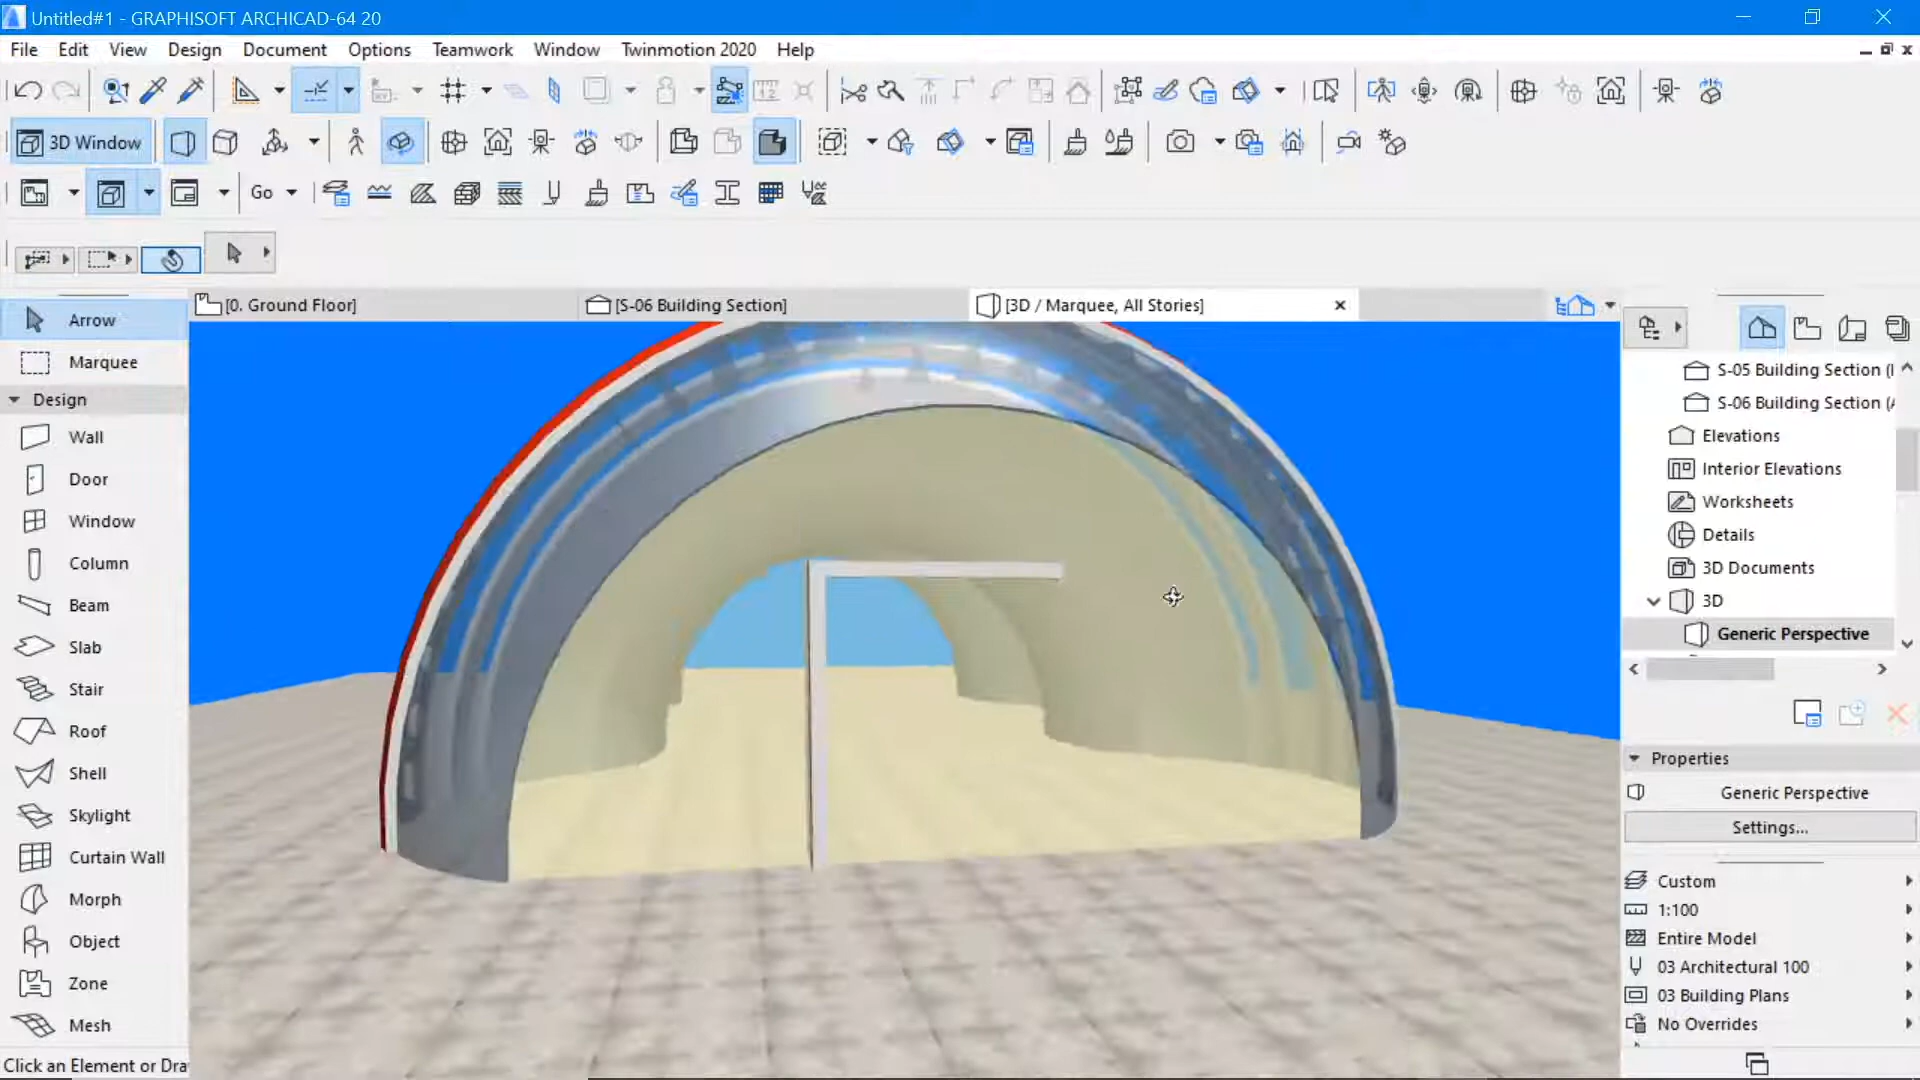 Untitled#1 - GRAPHISOFT ARCHICAD-64 20
File Edit View Design Document Options Teamwork Window Twinmotion 2020 Help
3D Window
Go
[0. Ground Floor]
[S-06 Building Section]
[3D / Marquee, All Stories]
Arrow
Marquee
Design
Wall
Door
Window
Column
Beam
Slab
Stair
Roof
Shell
Skylight
Curtain Wall
Morph
Object
Zone
Mesh
Click an Element or Dra
S-05 Building Section (I
S-06 Building Section (A
Elevations
Interior Elevations
Worksheets
Details
3D Documents
3D
Generic Perspective
Properties
Generic Perspective
Settings...
Custom
1:100
Entire Model
03 Architectural 100
03 Building Plans
No Overrides